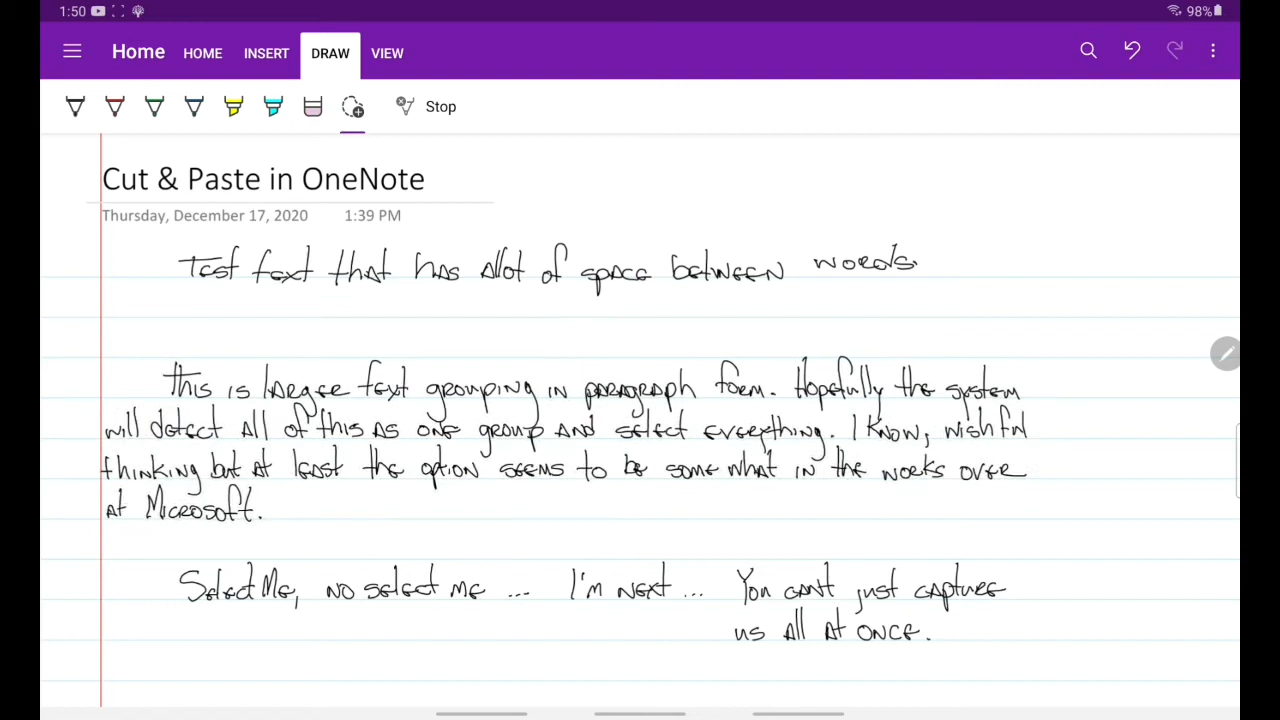 1:50 98%
Home HOME INSERT DRAW VIEW
Stop
Cut & Paste in OneNote
Thursday, December 17, 2020 1:39 PM
Test text that has allot of space between words.
This is larger text grouping in paragraph form. Hopefully the system
will detect all of this as one group and select everything. I know, wishful
thinking but at least the option seems to be somewhat in the works over
at Microsoft.
Select Me, no select me ... I'm next ... You can't just capture
us all at once.